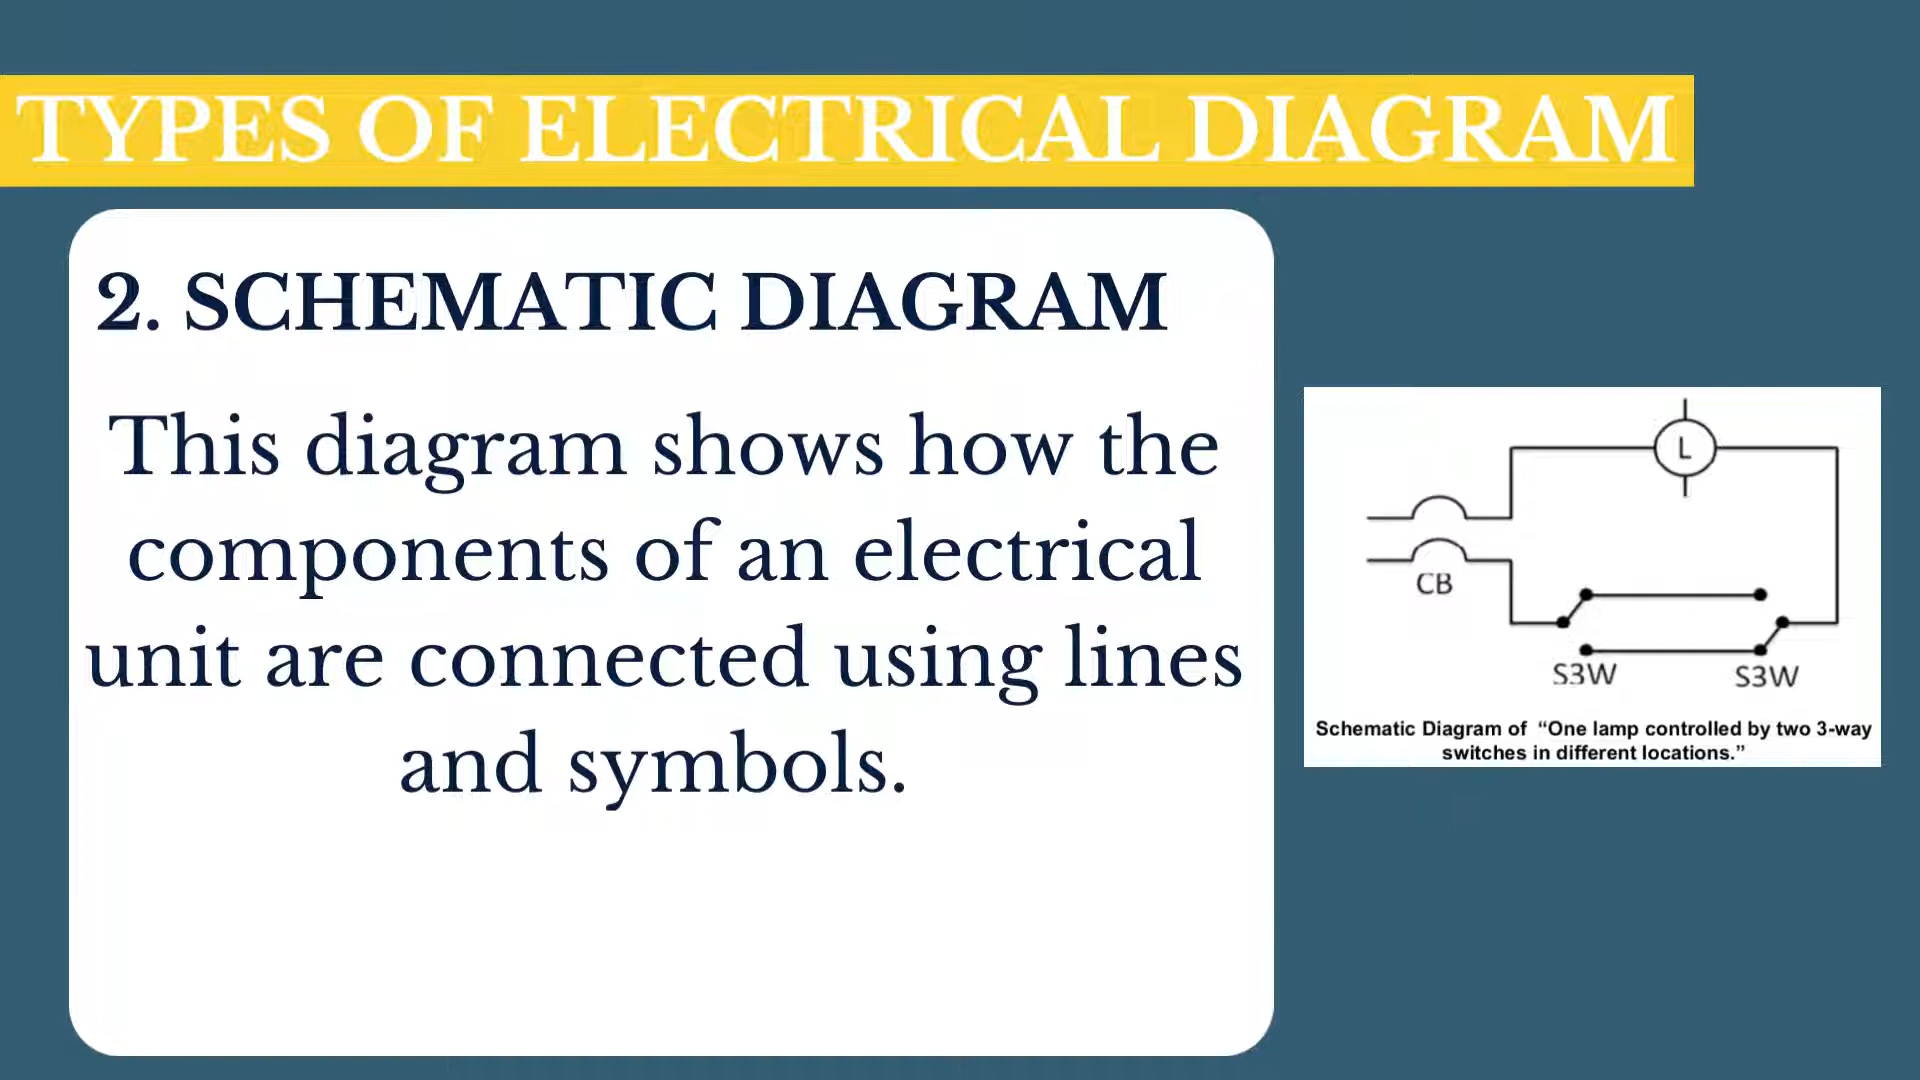 TYPES OF ELECTRICAL DIAGRAM
2. SCHEMATIC DIAGRAM
This diagram shows how the
components of an electrical
unit are connected using lines
and symbols.
L
CB
S3W
S3W
Schematic Diagram of “One lamp controlled by two 3-way
switches in different locations.”